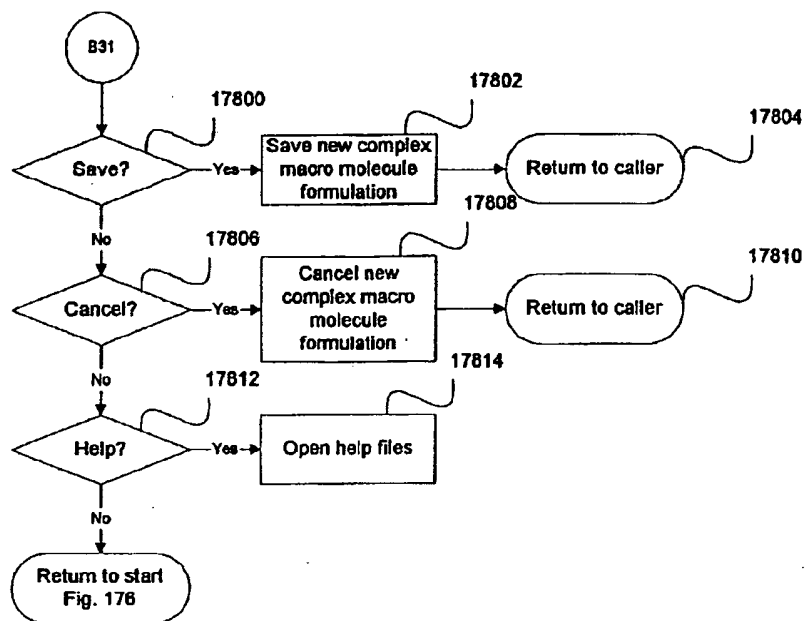 B31
17800
17802
17804
Save?
Yes
Save new complex
macro molecule
formulation
Return to caller
No
17806
17808
17810
Cancel?
Yes
Cancel new
complex macro
molecule
formulation
Return to caller
No
17812
17814
Help?
Yes
Open help files
No
Return to start
Fig. 176